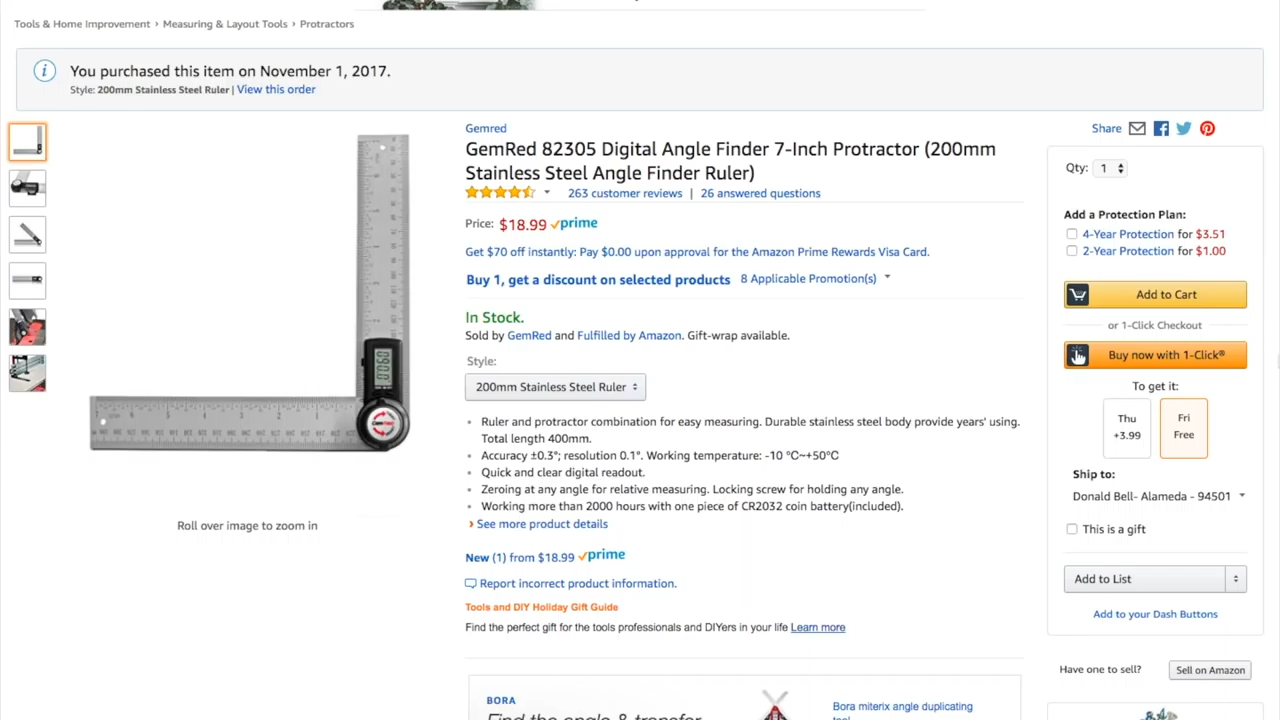 Tools & Home Improvement › Measuring & Layout Tools › Protractors
You purchased this item on November 1, 2017.
Style: 200mm Stainless Steel Ruler | View this order
Gemred
GemRed 82305 Digital Angle Finder 7-Inch Protractor (200mm
Stainless Steel Angle Finder Ruler)
263 customer reviews | 26 answered questions
Price: $18.99 prime
Get $70 off instantly: Pay $0.00 upon approval for the Amazon Prime Rewards Visa Card.
Buy 1, get a discount on selected products 8 Applicable Promotion(s)
In Stock.
Sold by GemRed and Fulfilled by Amazon. Gift-wrap available.
Style:
200mm Stainless Steel Ruler
• Ruler and protractor combination for easy measuring. Durable stainless steel body provide years' using.
Total length 400mm.
• Accuracy ±0.3°; resolution 0.1°. Working temperature: -10 °C~+50°C
• Quick and clear digital readout.
• Zeroing at any angle for relative measuring. Locking screw for holding any angle.
• Working more than 2000 hours with one piece of CR2032 coin battery(included).
› See more product details
New (1) from $18.99 prime
Report incorrect product information.
Tools and DIY Holiday Gift Guide
Find the perfect gift for the tools professionals and DIYers in your life Learn more
BORA
Find the angle & transfer
Bora miterix angle duplicating
tool
Roll over image to zoom in
Share
Qty: 1
Add a Protection Plan:
4-Year Protection for $3.51
2-Year Protection for $1.00
Add to Cart
or 1-Click Checkout
Buy now with 1-Click®
To get it:
Thu
+3.99
Fri
Free
Ship to:
Donald Bell- Alameda - 94501
This is a gift
Add to List
Add to your Dash Buttons
Have one to sell? Sell on Amazon